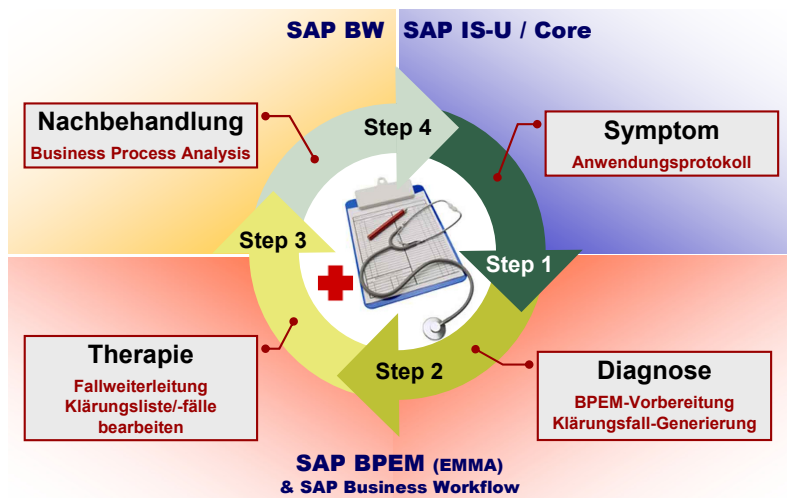 SAP BW
SAP IS-U / Core
Nachbehandlung
Business Process Analysis
Step 4
Symptom
Anwendungsprotokoll
Step 3
Step 1
Therapie
Fallweiterleitung
Klärungsliste/-fälle
bearbeiten
Step 2
Diagnose
BPEM-Vorbereitung
Klärungsfall-Generierung
SAP BPEM (EMMA)
& SAP Business Workflow